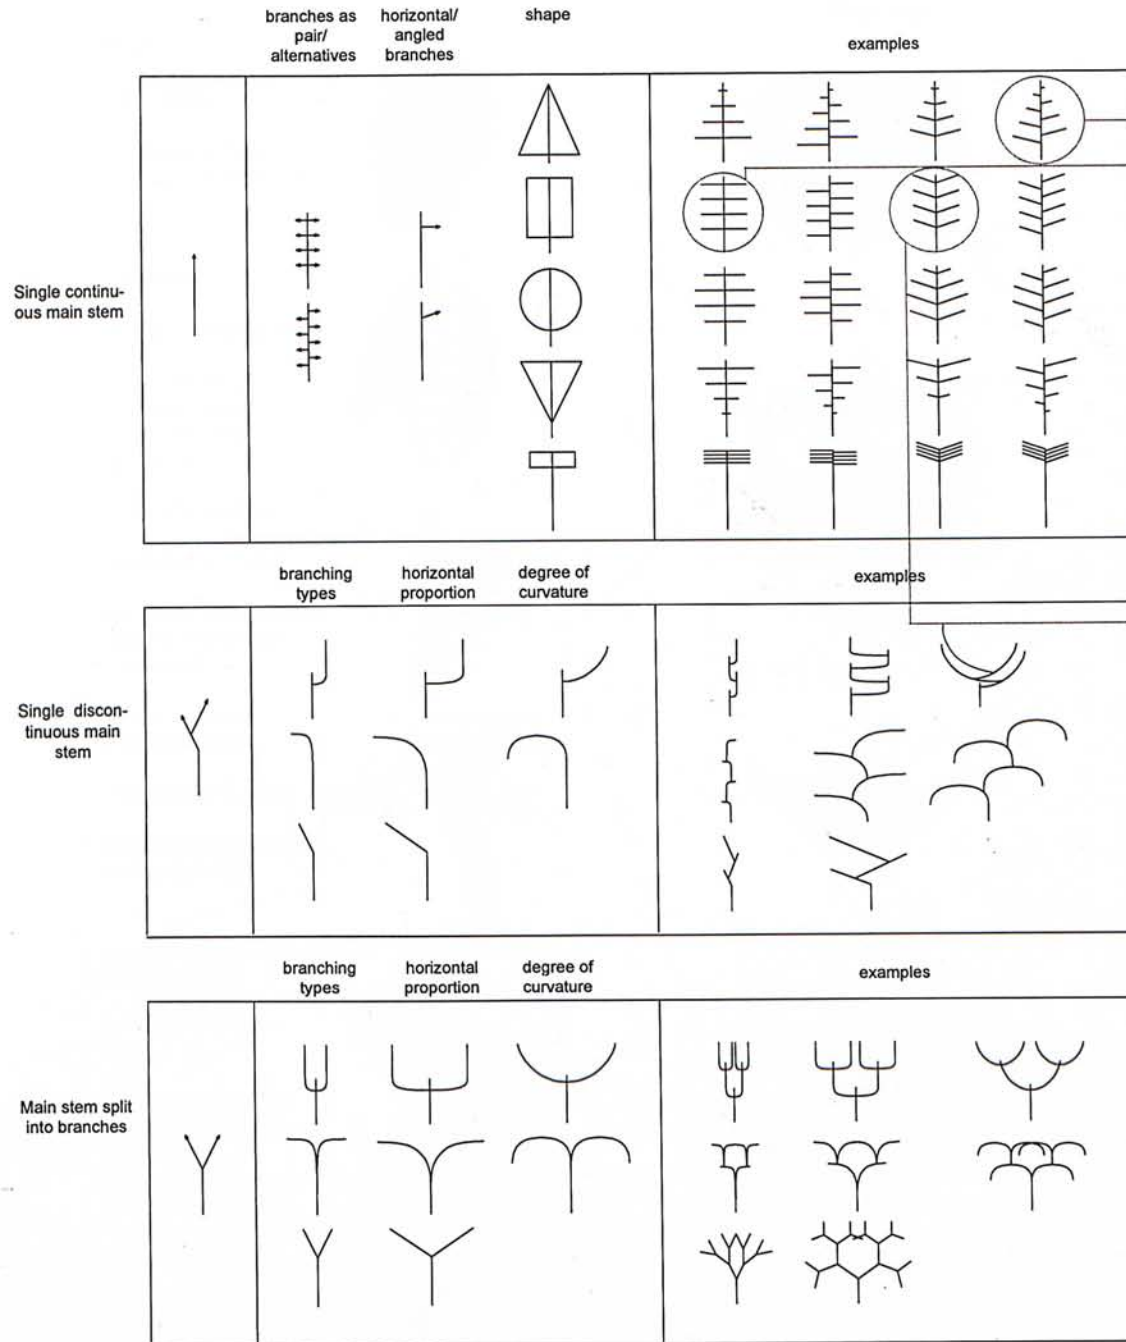 branches as
pair/
alternatives
horizontal/
angled
branches
shape
examples
Single continu-
ous main stem
branching
types
horizontal
proportion
degree of
curvature
examples
Single discon-
tinuous main
stem
branching
types
horizontal
proportion
degree of
curvature
examples
Main stem split
into branches